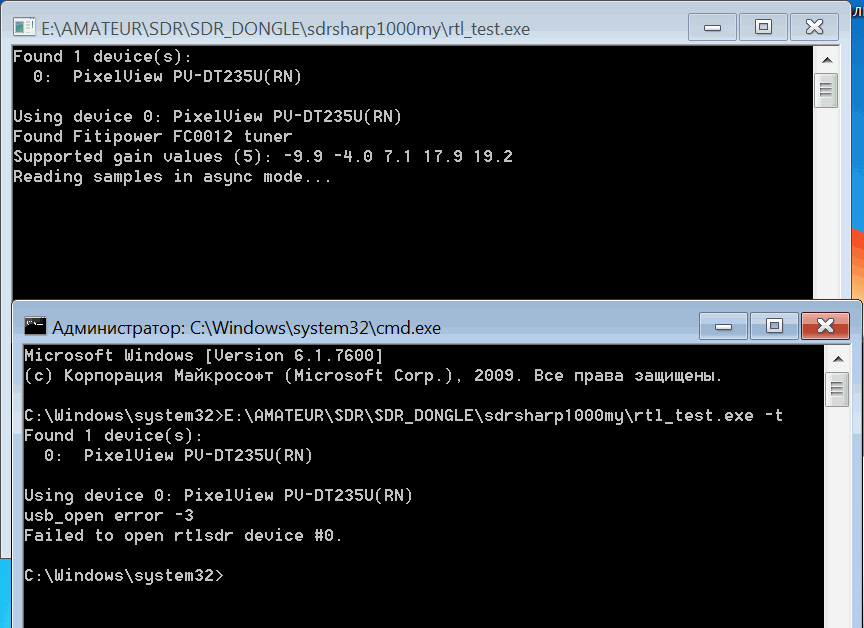 E:\AMATEUR\SDR\SDR_DONGLE\sdrsharp1000my\rtl_test.exe
Found 1 device(s):
  0:  PixelView PV-DT235U(RN)
Using device 0: PixelView PV-DT235U(RN)
Found Fitipower FC0012 tuner
Supported gain values (5): -9.9 -4.0 7.1 17.9 19.2
Reading samples in async mode...
Администратор: C:\Windows\system32\cmd.exe
Microsoft Windows [Version 6.1.7600]
(c) Корпорация Майкрософт (Microsoft Corp.), 2009. Все права защищены.
C:\Windows\system32>E:\AMATEUR\SDR\SDR_DONGLE\sdrsharp1000my\rtl_test.exe -t
Found 1 device(s):
  0:  PixelView PV-DT235U(RN)
Using device 0: PixelView PV-DT235U(RN)
usb_open error -3
Failed to open rtlsdr device #0.
C:\Windows\system32>